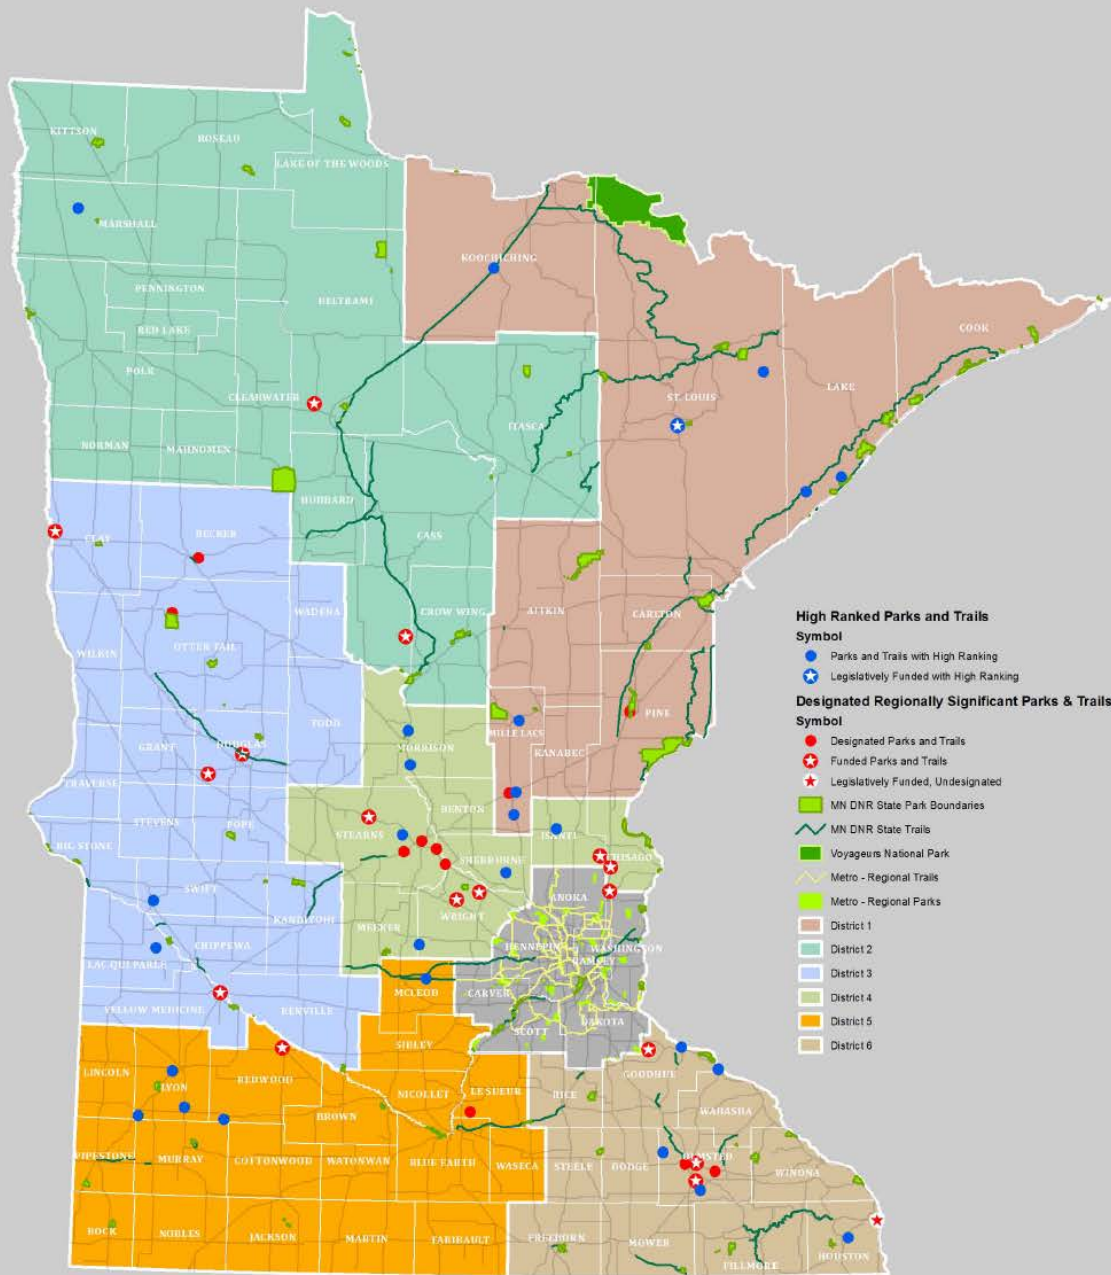 KITTSON
ROSEAU
LAKE OF THE WOODS
MARSHALL
KOOCHICHING
PENNINGTON
BELTRAMI
RED LAKE
COOK
POLK
LAKE
CLEARWATER
ST. LOUIS
ITASCA
NORMAN
MAHNOMEN
HUBBARD
CLAY
BECKER
CASS
WADENA
CROW WING
AITKIN
CARLTON
OTTER TAIL
WILKIN
PINE
TODD
GRANT
DOUGLAS
MORRISON
MILLE LACS
KANABEC
TRAVERSE
BENTON
STEVENS
POPE
STEARNS
ISANTI
BIG STONE
SHERBURNE
CHISAGO
SWIFT
KANDIYOHI
WRIGHT
ANOKA
MEEKER
CHIPPEWA
HENNEPIN
WASHINGTON
RAMSEY
LAC QUI PARLE
MCLEOD
CARVER
YELLOW MEDICINE
RENVILLE
SCOTT
DAKOTA
SIBLEY
GOODHUE
LINCOLN
LYON
REDWOOD
NICOLLET
LE SUEUR
RICE
WABASHA
BROWN
PIPESTONE
MURRAY
COTTONWOOD
WATONWAN
BLUE EARTH
WASECA
STEELE
DODGE
OLMSTED
WINONA
ROCK
NOBLES
JACKSON
MARTIN
FARIBAULT
FREEBORN
MOWER
FILLMORE
HOUSTON
High Ranked Parks and Trails
Symbol
Parks and Trails with High Ranking
Legislatively Funded with High Ranking
Designated Regionally Significant Parks & Trails
Symbol
Designated Parks and Trails
Funded Parks and Trails
Legislatively Funded, Undesignated
MN DNR State Park Boundaries
MN DNR State Trails
Voyageurs National Park
Metro - Regional Trails
Metro - Regional Parks
District 1
District 2
District 3
District 4
District 5
District 6